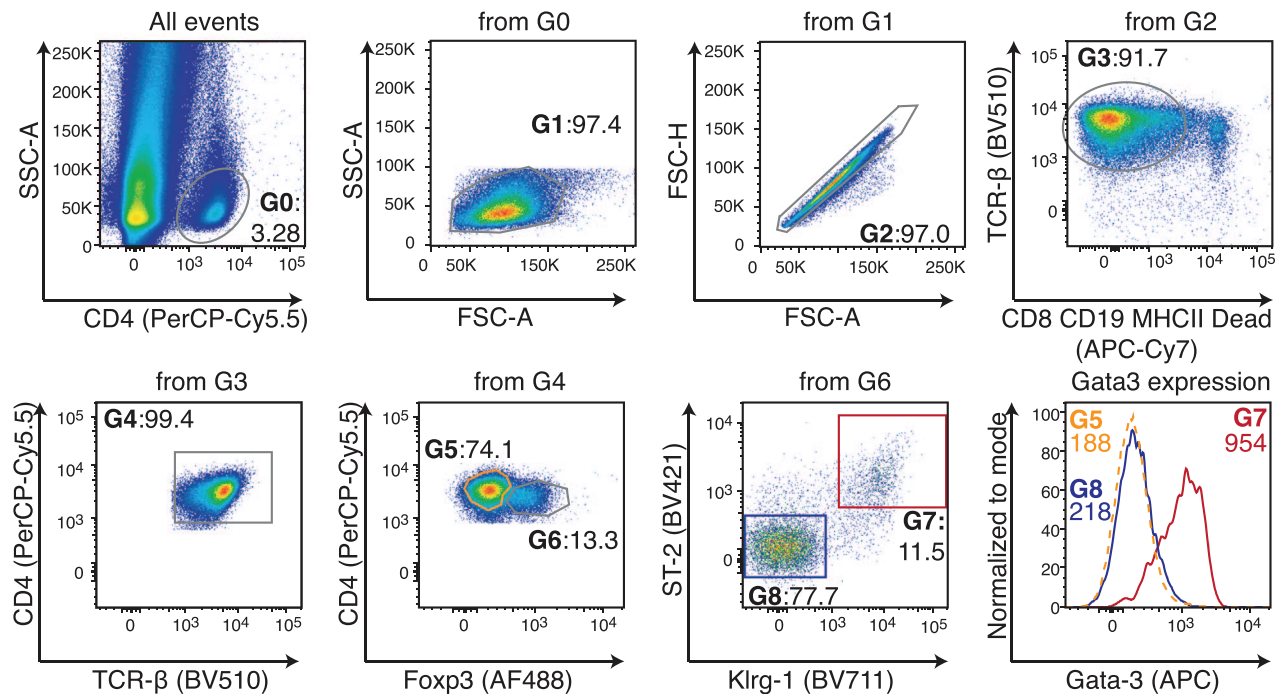 All events
250K
200K
150K
100K
50K
0
SSC-A
G0:
3.28
0 10³ 10⁴ 10⁵
CD4 (PerCP-Cy5.5)
from G0
250K
200K
150K
100K
50K
0
SSC-A
G1:97.4
0 50K 150K 250K
FSC-A
from G1
250K
200K
150K
100K
50K
0
FSC-H
G2:97.0
0 50K 150K 250K
FSC-A
from G2
10⁵
10⁴
10³
0
TCR-β (BV510)
G3:91.7
0 10³ 10⁴ 10⁵
CD8 CD19 MHCII Dead
(APC-Cy7)
from G3
10⁵
10⁴
10³
0
CD4 (PerCP-Cy5.5)
G4:99.4
0 10³ 10⁴ 10⁵
TCR-β (BV510)
from G4
10⁵
10⁴
10³
0
CD4 (PerCP-Cy5.5)
G5:74.1
G6:13.3
0 10³ 10⁴
Foxp3 (AF488)
from G6
10⁴
10³
0
ST-2 (BV421)
G7:
11.5
G8:77.7
0 10³ 10⁴ 10⁵
Klrg-1 (BV711)
Gata3 expression
100
80
60
40
20
0
Normalized to mode
G5
188
G7
954
G8
218
0 10³ 10⁴
Gata-3 (APC)